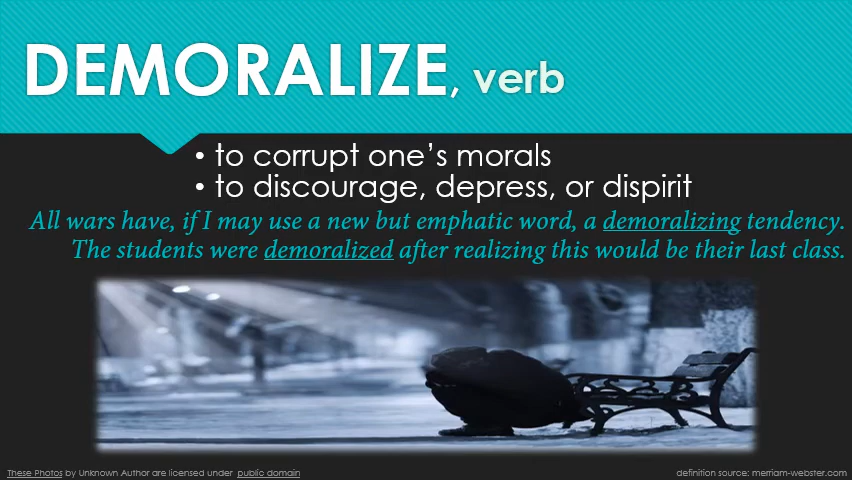 DEMORALIZE, verb
• to corrupt one's morals
• to discourage, depress, or dispirit
All wars have, if I may use a new but emphatic word, a demoralizing tendency.
The students were demoralized after realizing this would be their last class.
These Photos by Unknown Author are licensed under public domain
definition source: merriam-webster.com